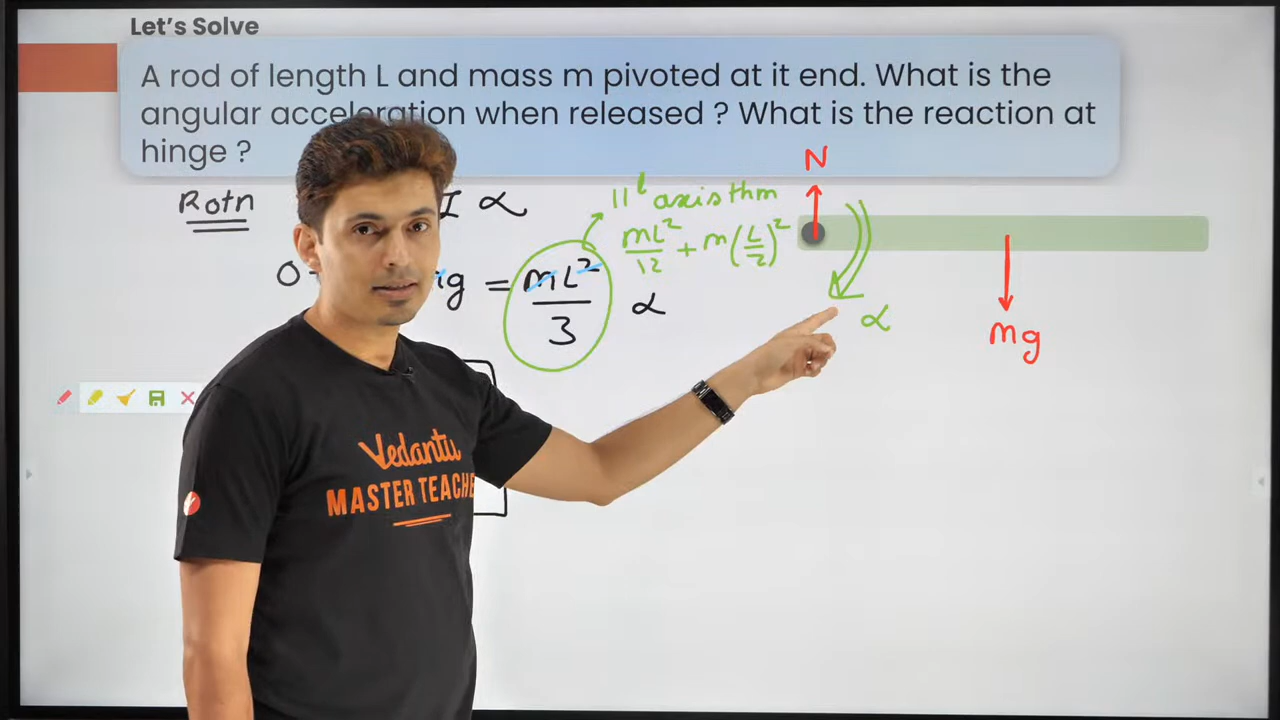 Let's Solve
A rod of length L and mass m pivoted at it end. What is the
angular acceleration when released ? What is the reaction at
hinge ?
Rotn
I α
N
11ˡ axis thm
mL²/12 + m(L/2)²
g = mL²/3 α
α
mg
Vedantu
MASTER TEACHE